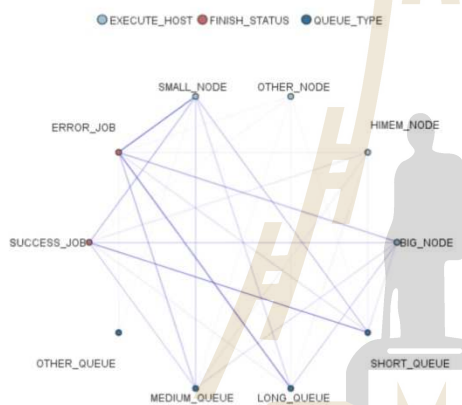 EXECUTE_HOST FINISH_STATUS QUEUE_TYPE
SMALL_NODE OTHER_NODE
ERROR_JOB HIMEM_NODE
SUCCESS_JOB BIG_NODE
OTHER_QUEUE SHORT_QUEUE
MEDIUM_QUEUE LONG_QUEUE